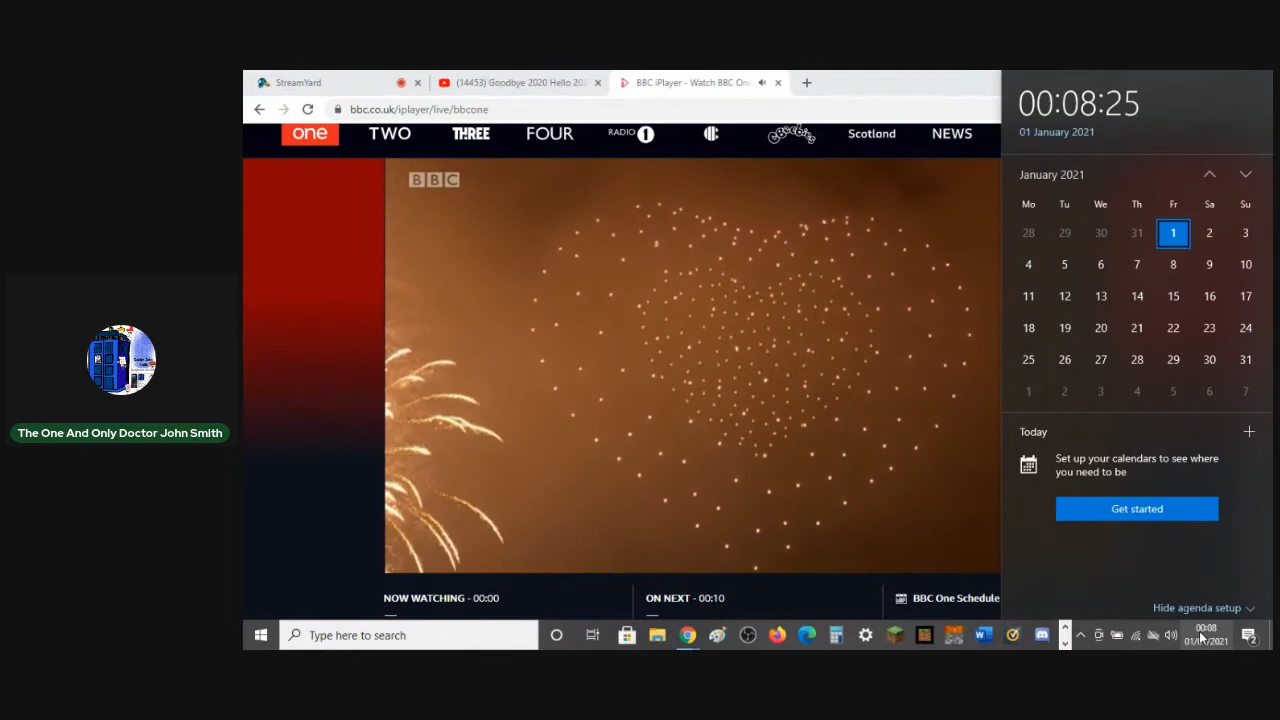 StreamYard
(14453) Goodbye 2020 Hello 202
BBC iPlayer - Watch BBC One
bbc.co.uk/iplayer/live/bbcone
one TWO THREE FOUR RADIO 1 CBeebies Scotland NEWS
BBC
NOW WATCHING - 00:00
ON NEXT - 00:10
BBC One Schedule
The One And Only Doctor John Smith
00:08:25
01 January 2021
January 2021
Mo Tu We Th Fr Sa Su
28 29 30 31 1 2 3
4 5 6 7 8 9 10
11 12 13 14 15 16 17
18 19 20 21 22 23 24
25 26 27 28 29 30 31
1 2 3 4 5 6 7
Today
Set up your calendars to see where
you need to be
Get started
Hide agenda setup
Type here to search
00:08
01/01/2021
2